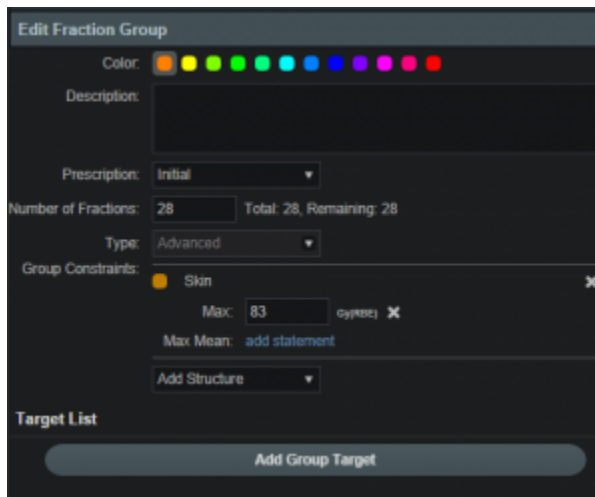 Edit Fraction Group
Color:
Description:
Prescription: Initial
Number of Fractions: 28 Total: 28, Remaining: 28
Type: Advanced
Group Constraints:
Skin
Max: 83 Gy(RBE)
Max Mean: add statement
Add Structure
Target List
Add Group Target